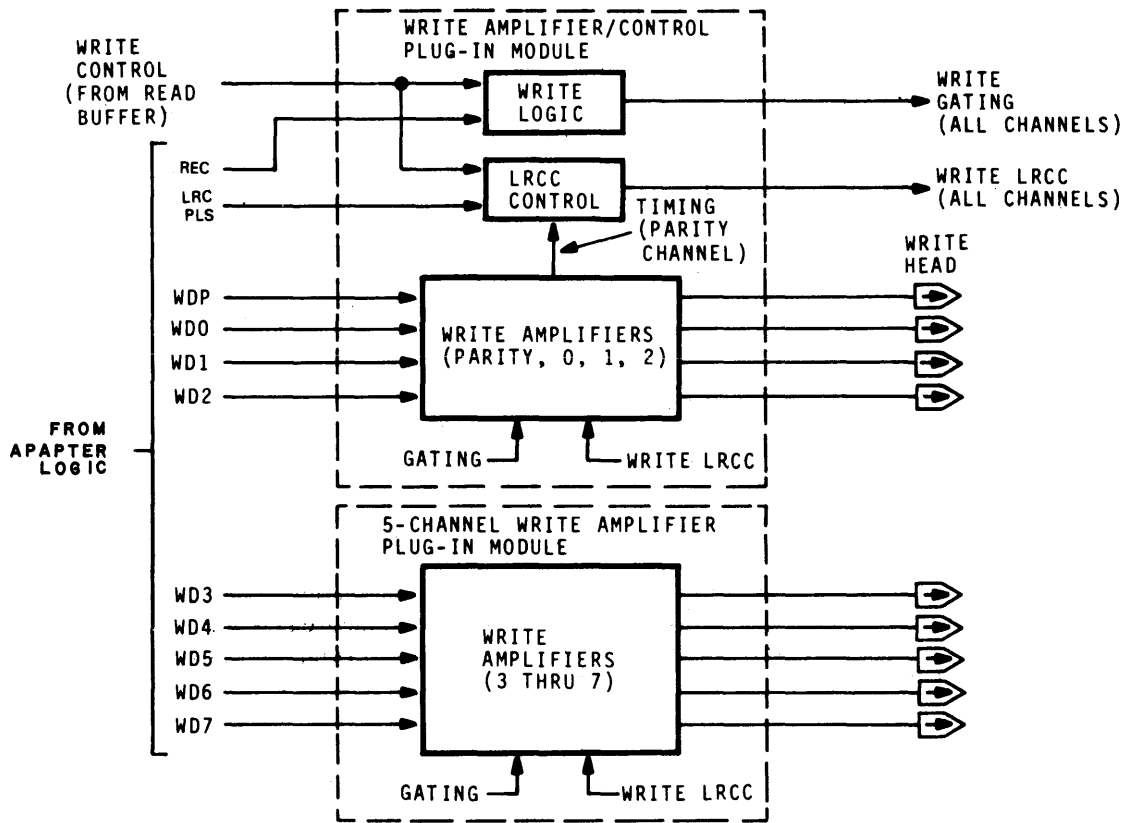 WRITE AMPLIFIER/CONTROL
PLUG-IN MODULE
WRITE
CONTROL
(FROM READ
BUFFER)
WRITE
LOGIC
WRITE
GATING
(ALL CHANNELS)
REC
LRC
PLS
LRCC
CONTROL
WRITE LRCC
(ALL CHANNELS)
TIMING
(PARITY
CHANNEL)
WRITE
HEAD
WDP
WD0
WD1
WD2
WRITE AMPLIFIERS
(PARITY, 0, 1, 2)
FROM
APAPTER
LOGIC
GATING
WRITE LRCC
5-CHANNEL WRITE AMPLIFIER
PLUG-IN MODULE
WD3
WD4
WD5
WD6
WD7
WRITE
AMPLIFIERS
(3 THRU 7)
GATING
WRITE LRCC